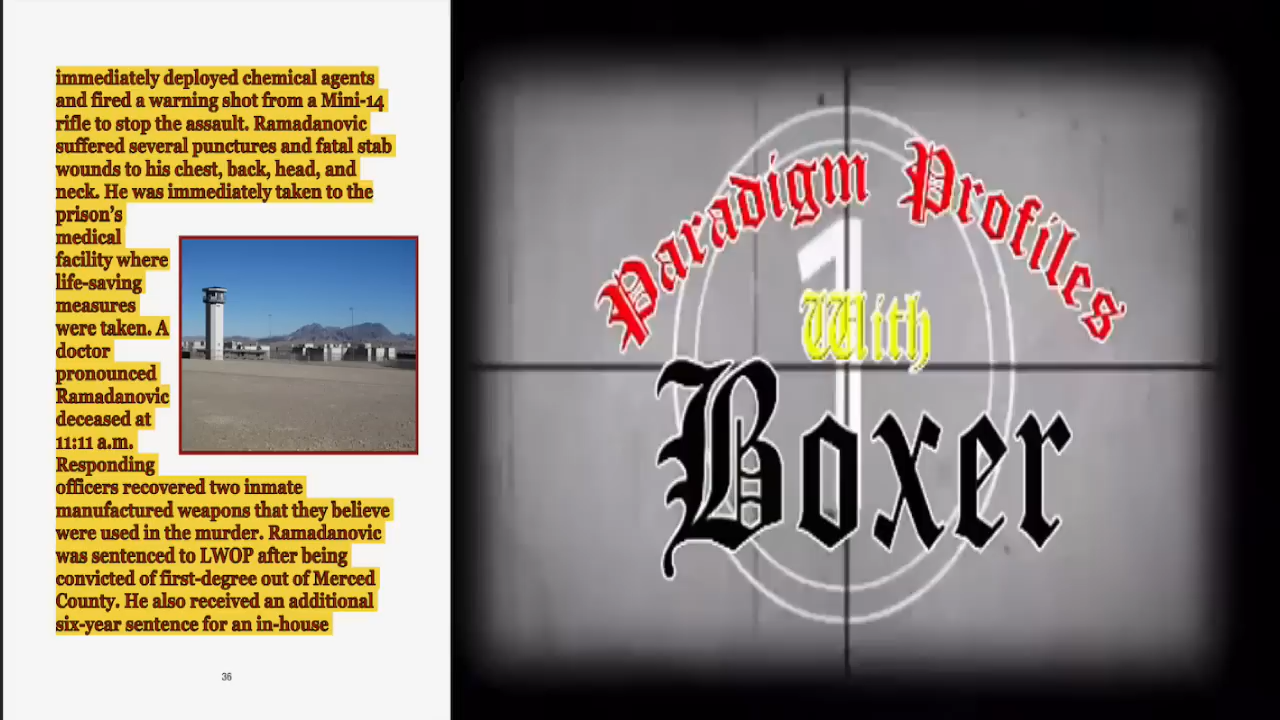 immediately deployed chemical agents
and fired a warning shot from a Mini-14
rifle to stop the assault. Ramadanovic
suffered several punctures and fatal stab
wounds to his chest, back, head, and
neck. He was immediately taken to the
prison's
medical
facility where
life-saving
measures
were taken. A
doctor
pronounced
Ramadanovic
deceased at
11:11 a.m.
Responding
officers recovered two inmate
manufactured weapons that they believe
were used in the murder. Ramadanovic
was sentenced to LWOP after being
convicted of first-degree out of Merced
County. He also received an additional
six-year sentence for an in-house
36
Paradigm Profiles
1
With
Boxer